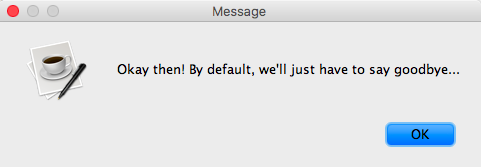 Message
Okay then! By default, we'll just have to say goodbye...
OK